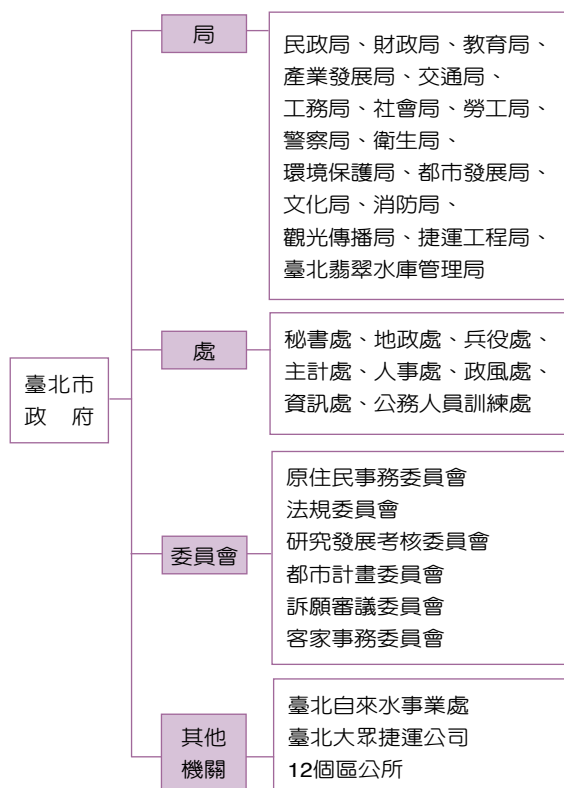 臺北市
政 府
局
民政局、財政局、教育局、
產業發展局、交通局、
工務局、社會局、勞工局、
警察局、衛生局、
環境保護局、都市發展局、
文化局、消防局、
觀光傳播局、捷運工程局、
臺北翡翠水庫管理局
處
秘書處、地政處、兵役處、
主計處、人事處、政風處、
資訊處、公務人員訓練處
委員會
原住民事務委員會
法規委員會
研究發展考核委員會
都市計畫委員會
訴願審議委員會
客家事務委員會
其他
機關
臺北自來水事業處
臺北大眾捷運公司
12個區公所